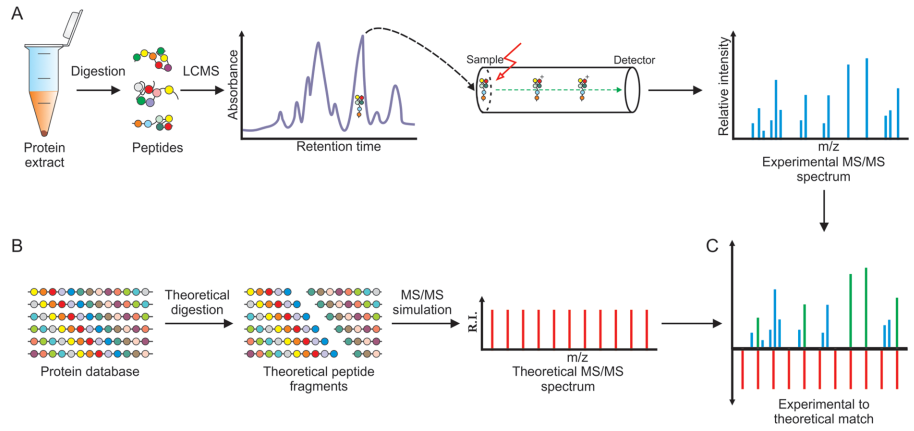 A
Digestion
LCMS
Protein
extract
Peptides
Absorbance
Retention time
Sample
Detector
+
+
Relative intensity
m/z
Experimental MS/MS
spectrum
B
Protein database
Theoretical
digestion
Theoretical peptide
fragments
MS/MS
simulation
R.I.
m/z
Theoretical MS/MS
spectrum
C
Experimental to
theoretical match